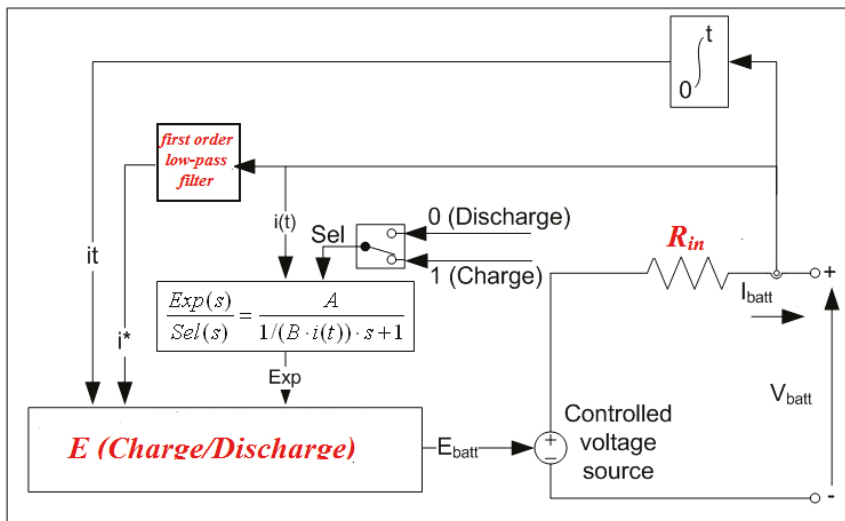 t
∫
0
first order
low-pass
filter
i(t)
Sel
0 (Discharge)
1 (Charge)
R_in
+
I_batt
it
i*
Exp(s)/Sel(s) = A/(1/(B·i(t))·s+1)
Exp
V_batt
E (Charge/Discharge)
E_batt
+
−
Controlled
voltage
source
-